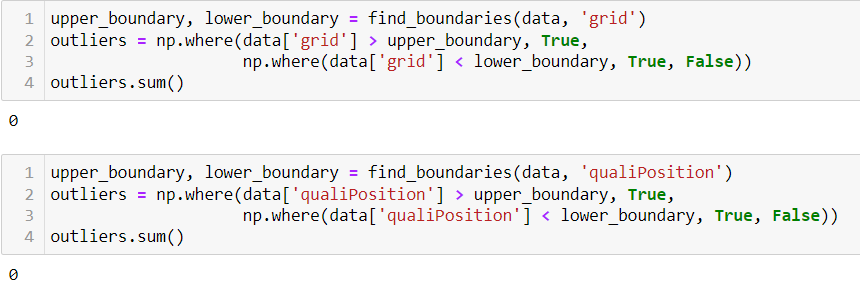 1 upper_boundary, lower_boundary = find_boundaries(data, 'grid')
2 outliers = np.where(data['grid'] > upper_boundary, True,
3                     np.where(data['grid'] < lower_boundary, True, False))
4 outliers.sum()
0
1 upper_boundary, lower_boundary = find_boundaries(data, 'qualiPosition')
2 outliers = np.where(data['qualiPosition'] > upper_boundary, True,
3                     np.where(data['qualiPosition'] < lower_boundary, True, False))
4 outliers.sum()
0